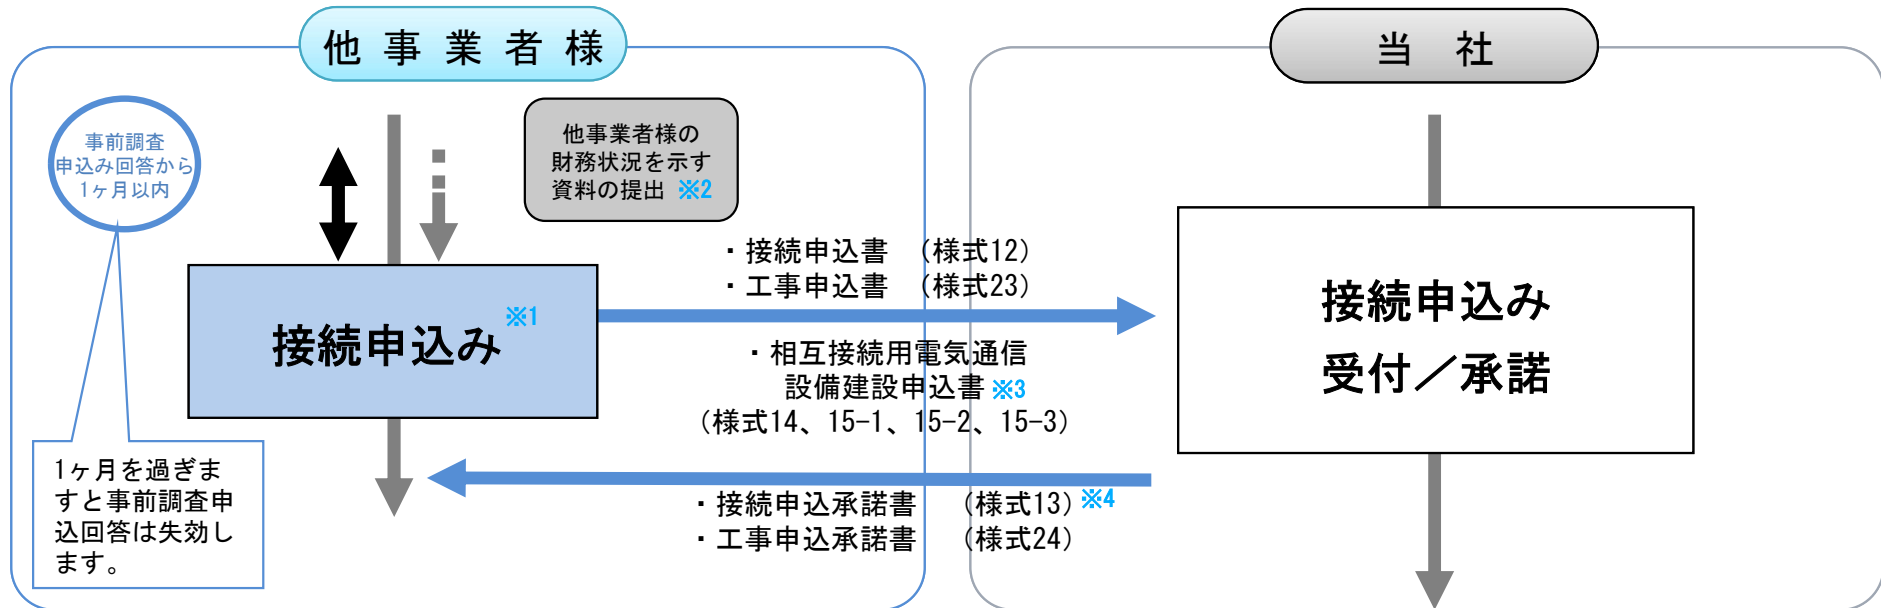 他事業者様
当　社
事前調査
申込み回答から
1ヶ月以内
他事業様の
財務状況を示す
資料の提出 ※2
・接続申込書　（様式12）
・工事申込書　（様式23）
接続申込み※1
・相互接続用電気通信
設備建設申込書※3
（様式14、15-1、15-2、15-3）
接続申込み
受付／承諾
1ヶ月を過ぎま
すと事前調査申
込回答は失効し
ます。
・接続申込承諾書　（様式13）※4
・工事申込承諾書　（様式24）